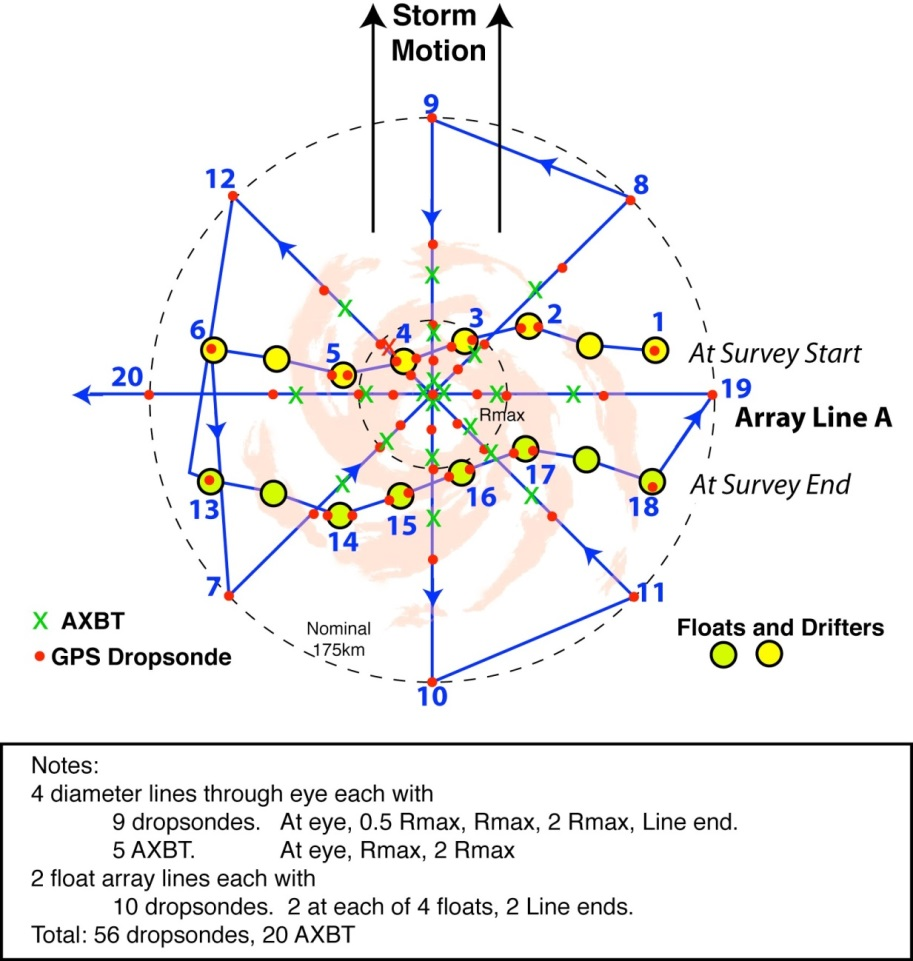 Storm
Motion
9
12
8
6
5
4
3
2
1
At Survey Start
20
19
Rmax
Array Line A
At Survey End
13
14
15
16
17
18
7
11
X AXBT
GPS Dropsonde
Nominal
175km
Floats and Drifters
10
Notes:
4 diameter lines through eye each with
9 dropsondes. At eye, 0.5 Rmax, Rmax, 2 Rmax, Line end.
5 AXBT. At eye, Rmax, 2 Rmax
2 float array lines each with
10 dropsondes. 2 at each of 4 floats, 2 Line ends.
Total: 56 dropsondes, 20 AXBT